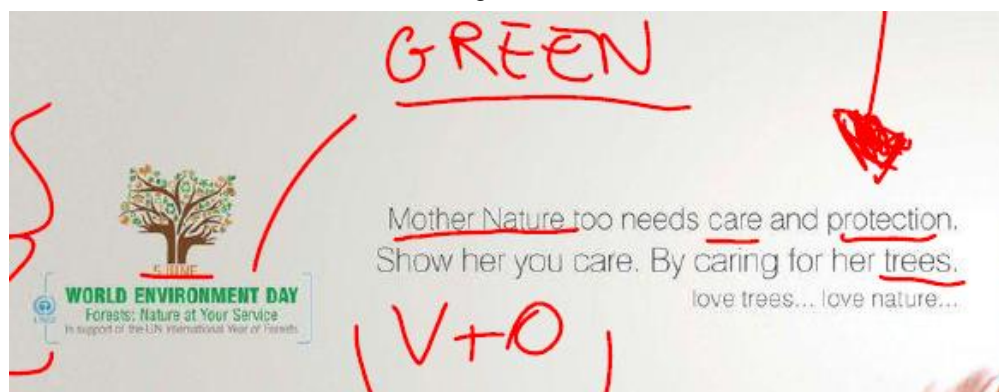 GREEN
Mother Nature too needs care and protection.
Show her you care. By caring for her trees.
love trees... love nature...
5 JUNE
WORLD ENVIRONMENT DAY
Forests: Nature at Your Service
In support of the UN International Year of Forests
UNEP
V+O